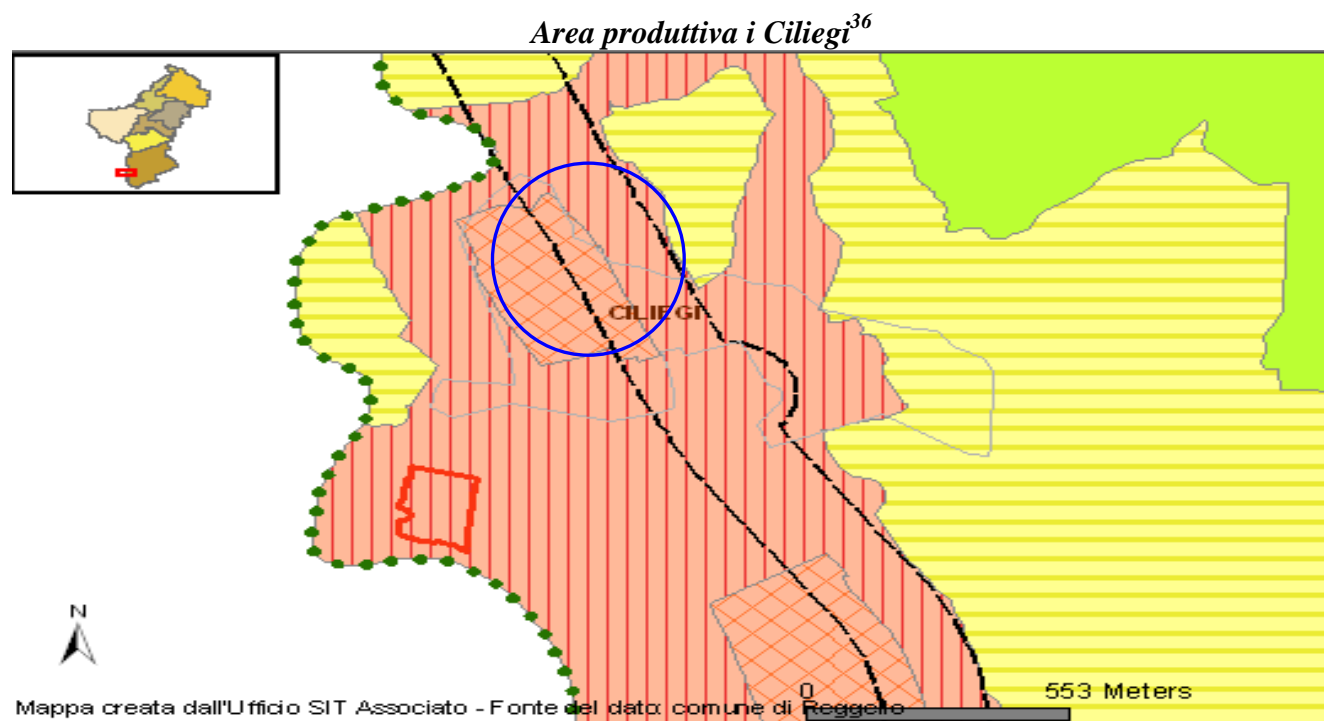 Area produttiva i Ciliegi36
CILIEGI
N
0 553 Meters
Mappa creata dall'Ufficio SIT Associato - Fonte del dato: comune di Reggello